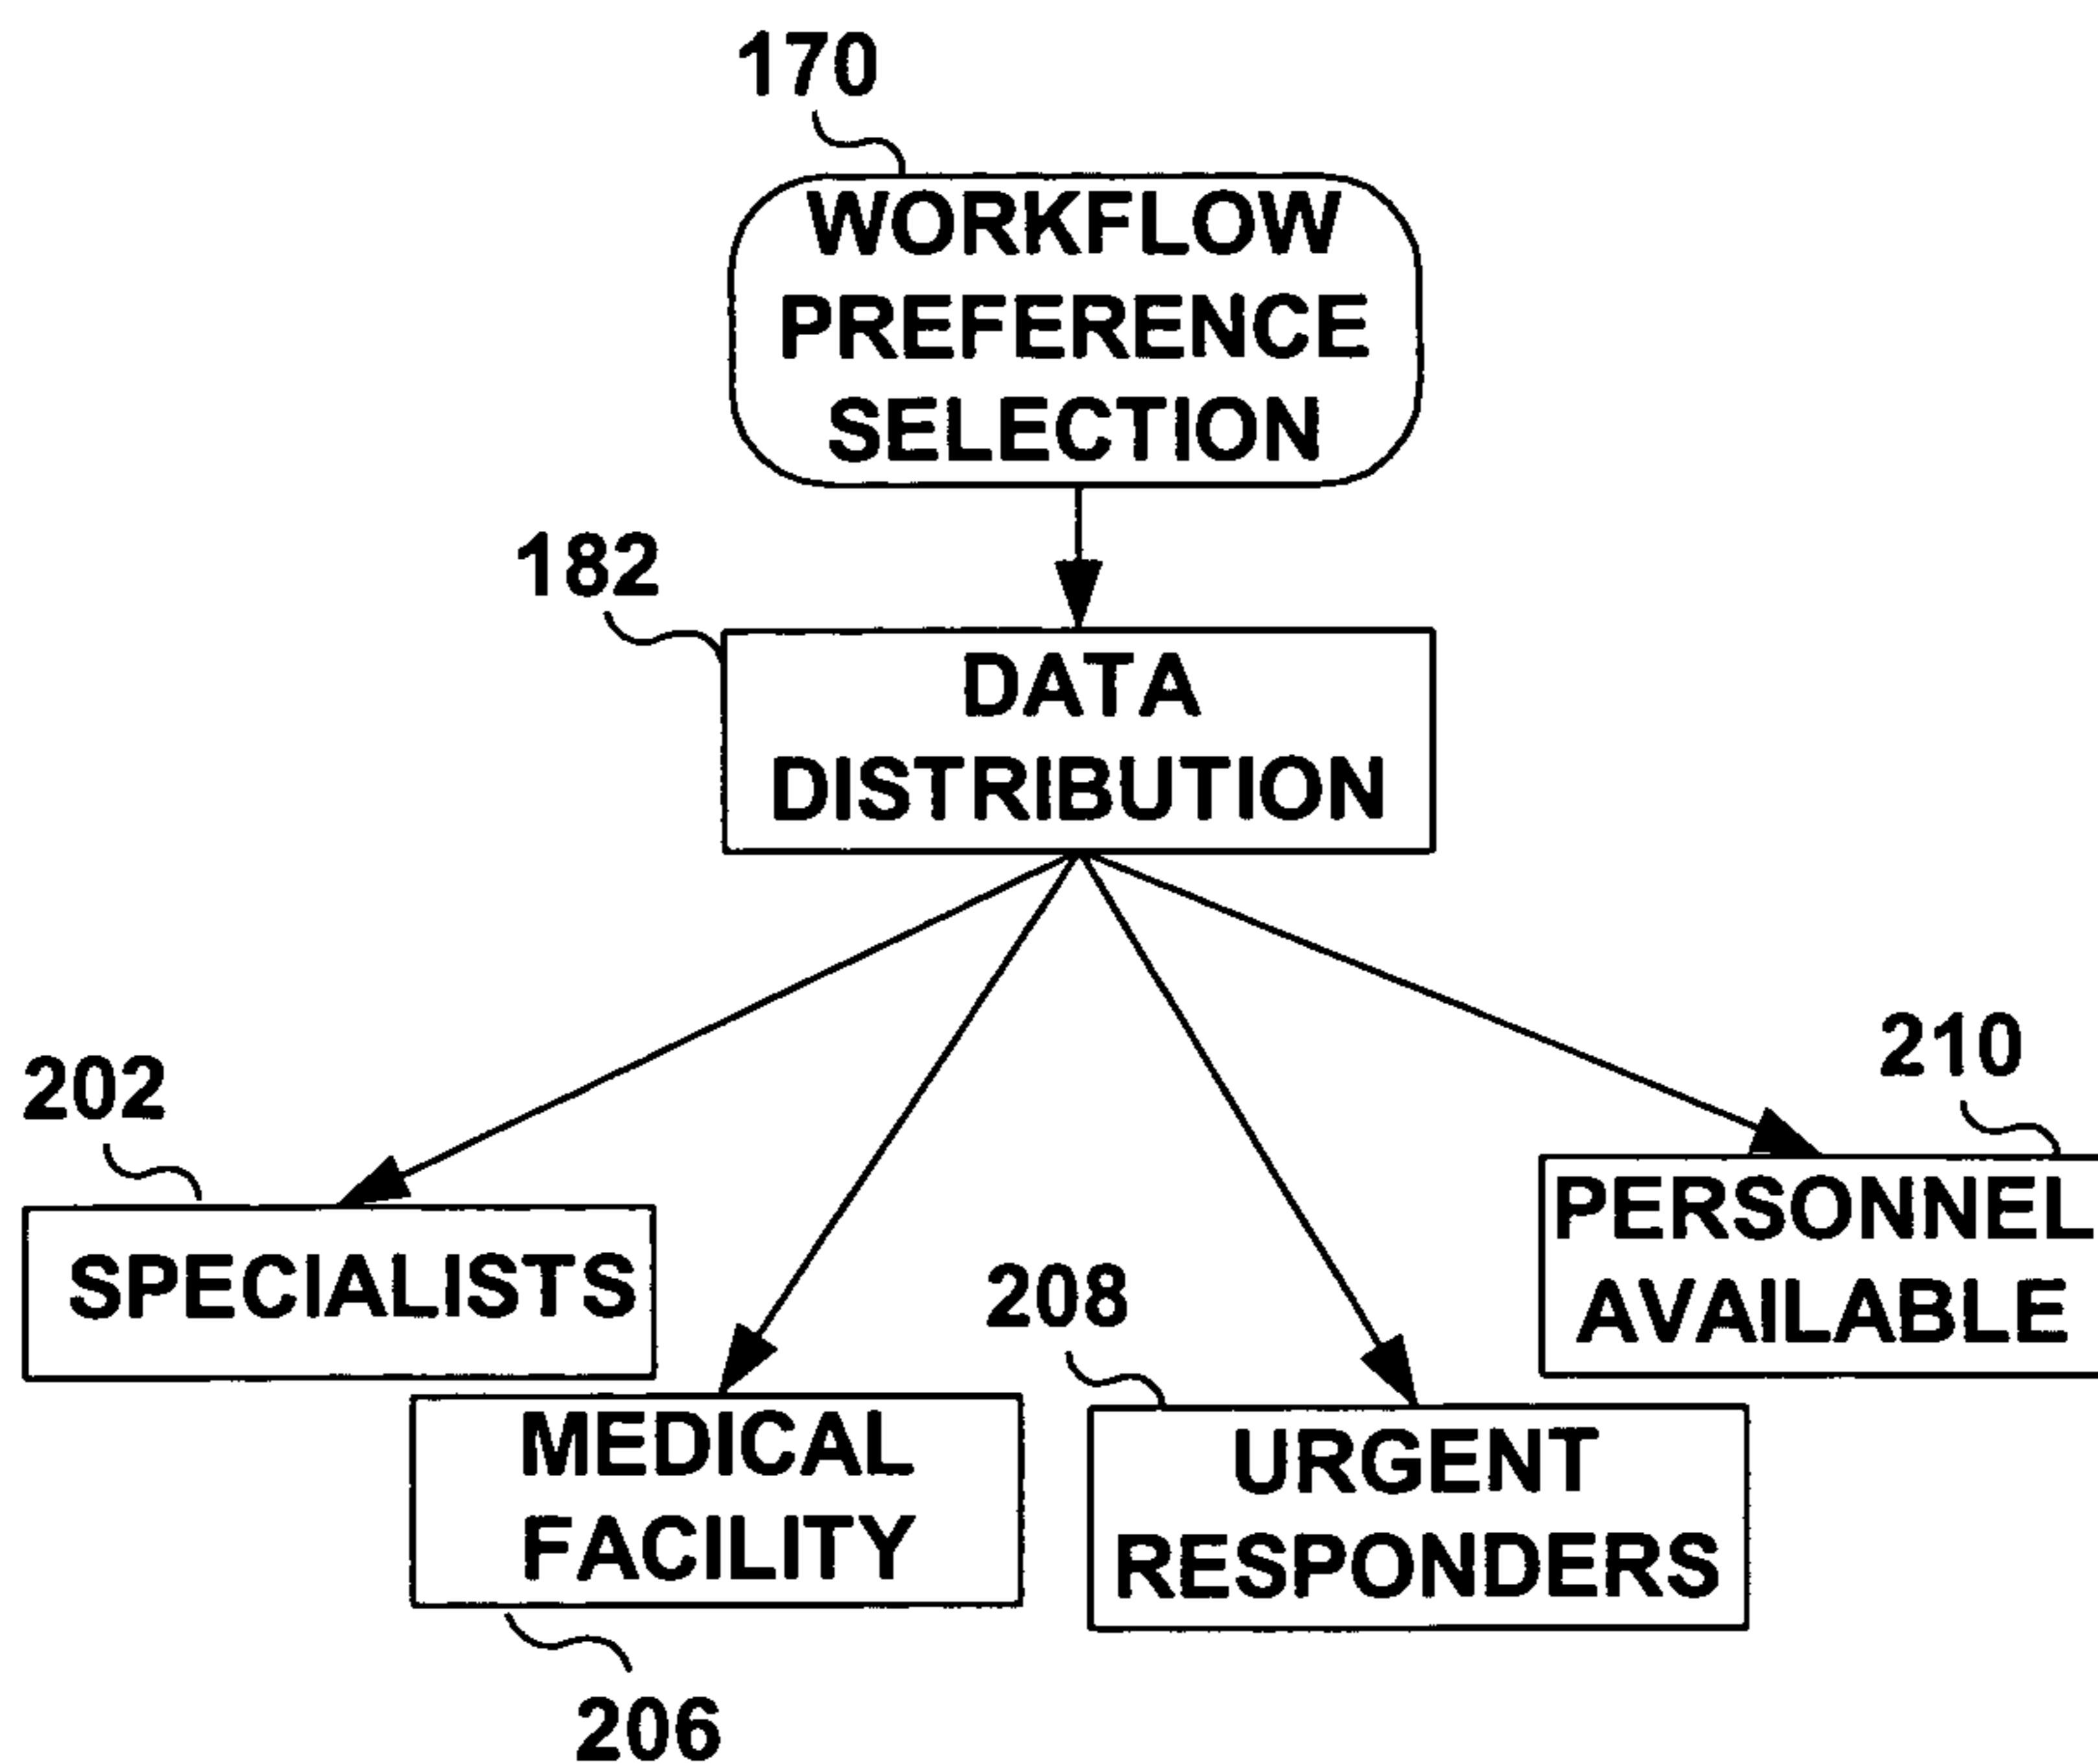 170
WORKFLOW
PREFERENCE
SELECTION
182
DATA
DISTRIBUTION
202
SPECIALISTS
210
PERSONNEL
AVAILABLE
206
MEDICAL
FACILITY
208
URGENT
RESPONDERS